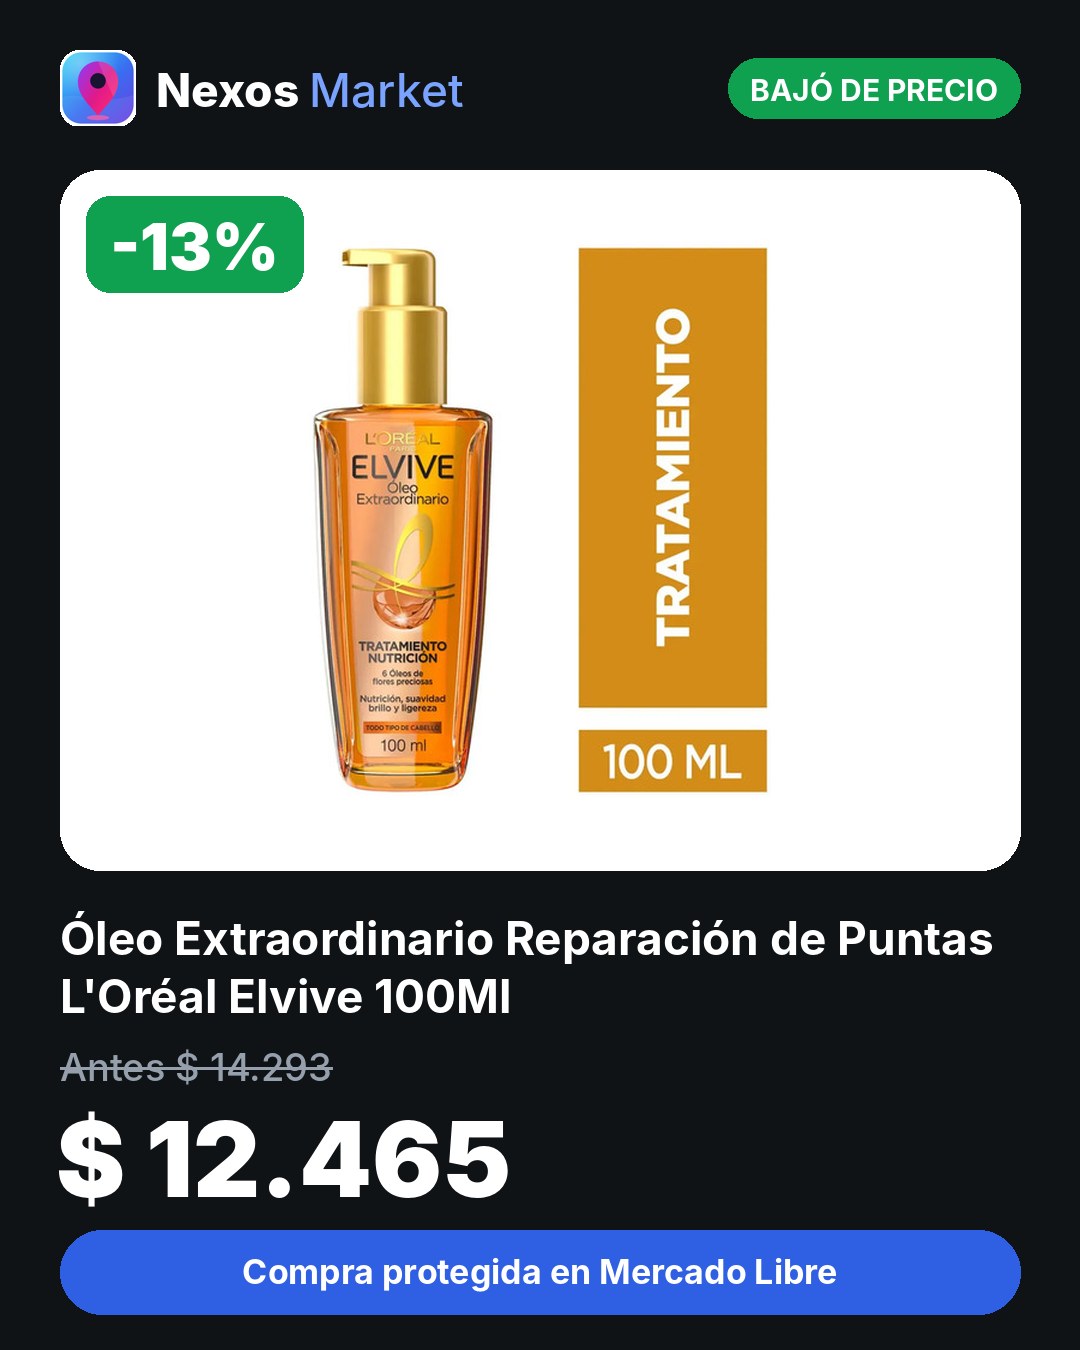 Nexos Market
BAJÓ DE PRECIO
-13%
L'ORÉAL
PARIS
ELVIVE
Óleo
Extraordinario
TRATAMIENTO
NUTRICIÓN
6 Óleos de
flores preciosas
Nutrición, suavidad
brillo y ligereza
TODO TIPO DE CABELLO
100 ml
TRATAMIENTO
100 ML
Óleo Extraordinario Reparación de Puntas
L'Oréal Elvive 100Ml
Antes $ 14.293
$ 12.465
Compra protegida en Mercado Libre